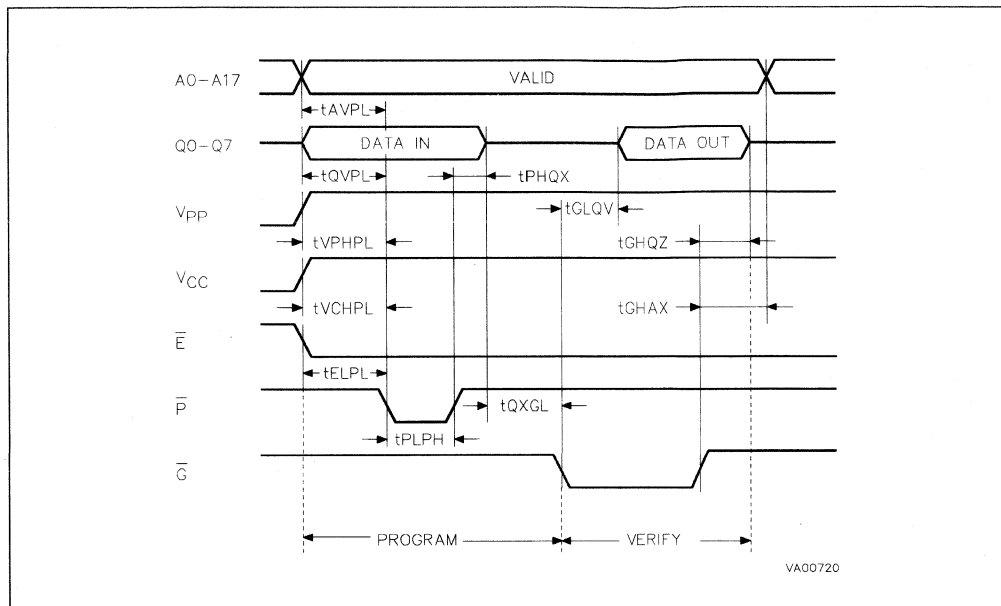 A0-A17
VALID
tAVPL
Q0-Q7
DATA IN
DATA OUT
tQVPL
tPHQX
VPP
tGLQV
tVPHPL
tGHQZ
VCC
tVCHPL
tGHAX
E
tELPL
P
tQXGL
tPLPH
G
PROGRAM
VERIFY
VA00720